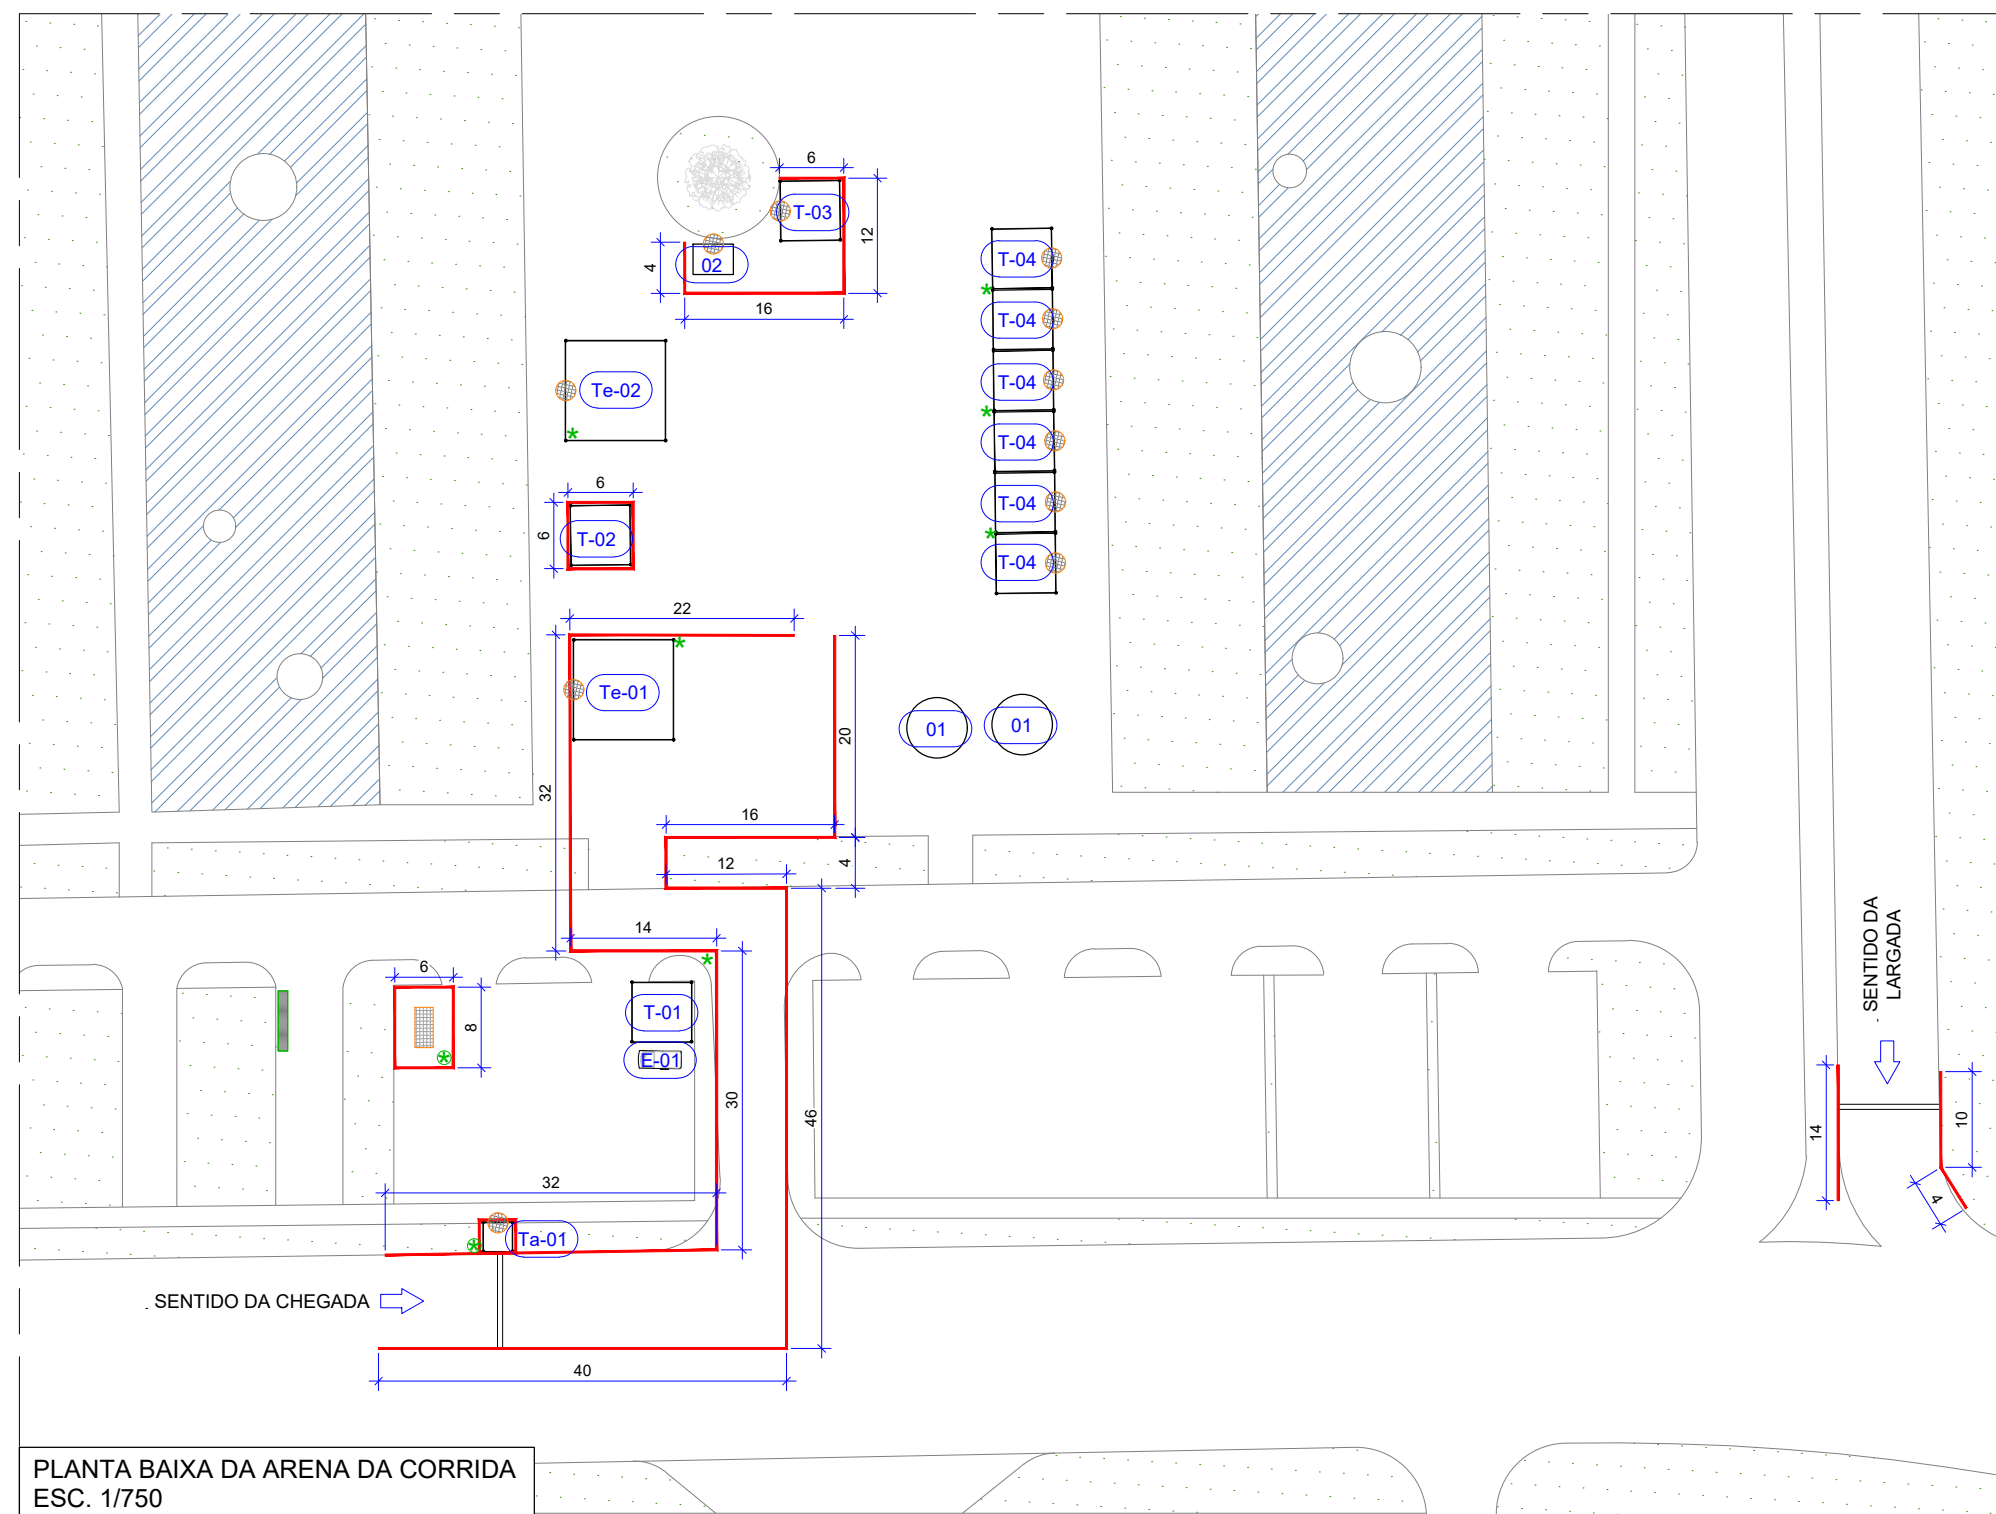 6
T-03
12
02
4
16
T-04
T-04
T-04
T-04
T-04
T-04
Te-02
6
6
T-02
22
Te-01
32
20
01
01
16
4
12
14
6
8
T-01
E-01
30
46
32
Ta-01
SENTIDO DA CHEGADA
40
SENTIDO DA
LARGADA
14
10
4
PLANTA BAIXA DA ARENA DA CORRIDA
ESC. 1/750